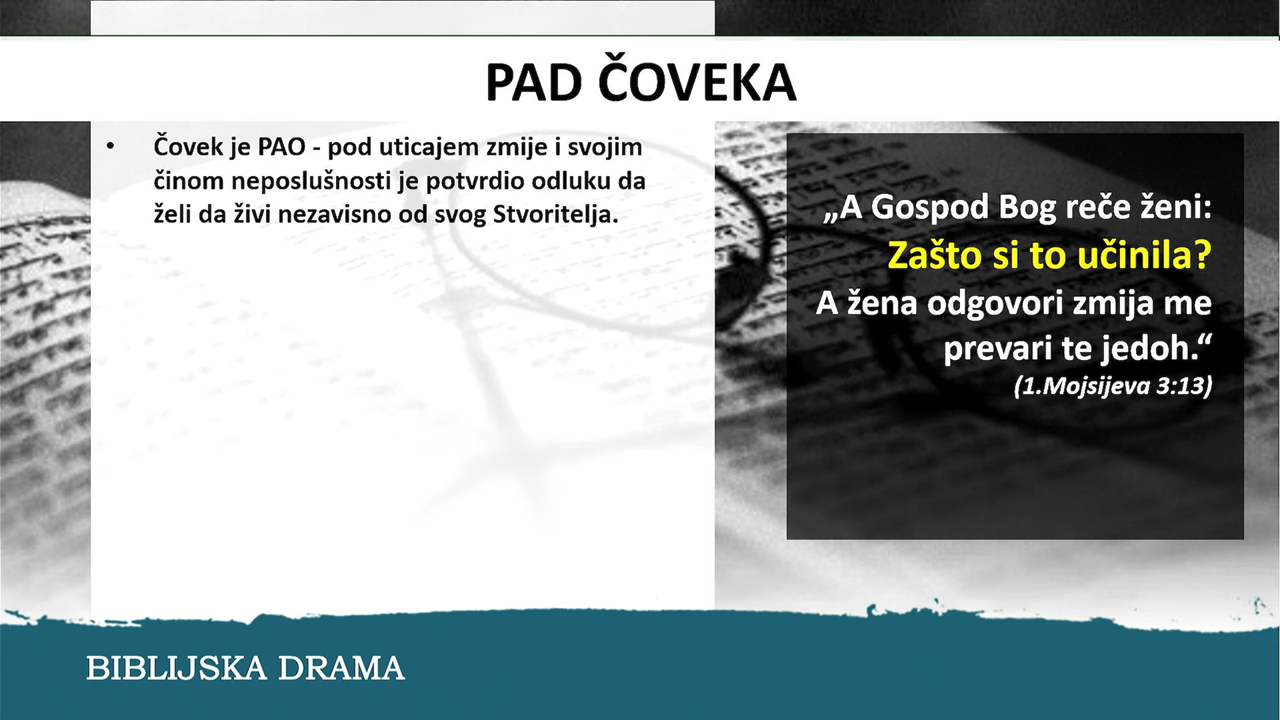 PAD ČOVEKA
• Čovek je PAO - pod uticajem zmije i svojim
činom neposlušnosti je potvrdio odluku da
želi da živi nezavisno od svog Stvoritelja.
„A Gospod Bog reče ženi:
Zašto si to učinila?
A žena odgovori zmija me
prevari te jedoh.“
(1.Mojsijeva 3:13)
BIBLIJSKA DRAMA